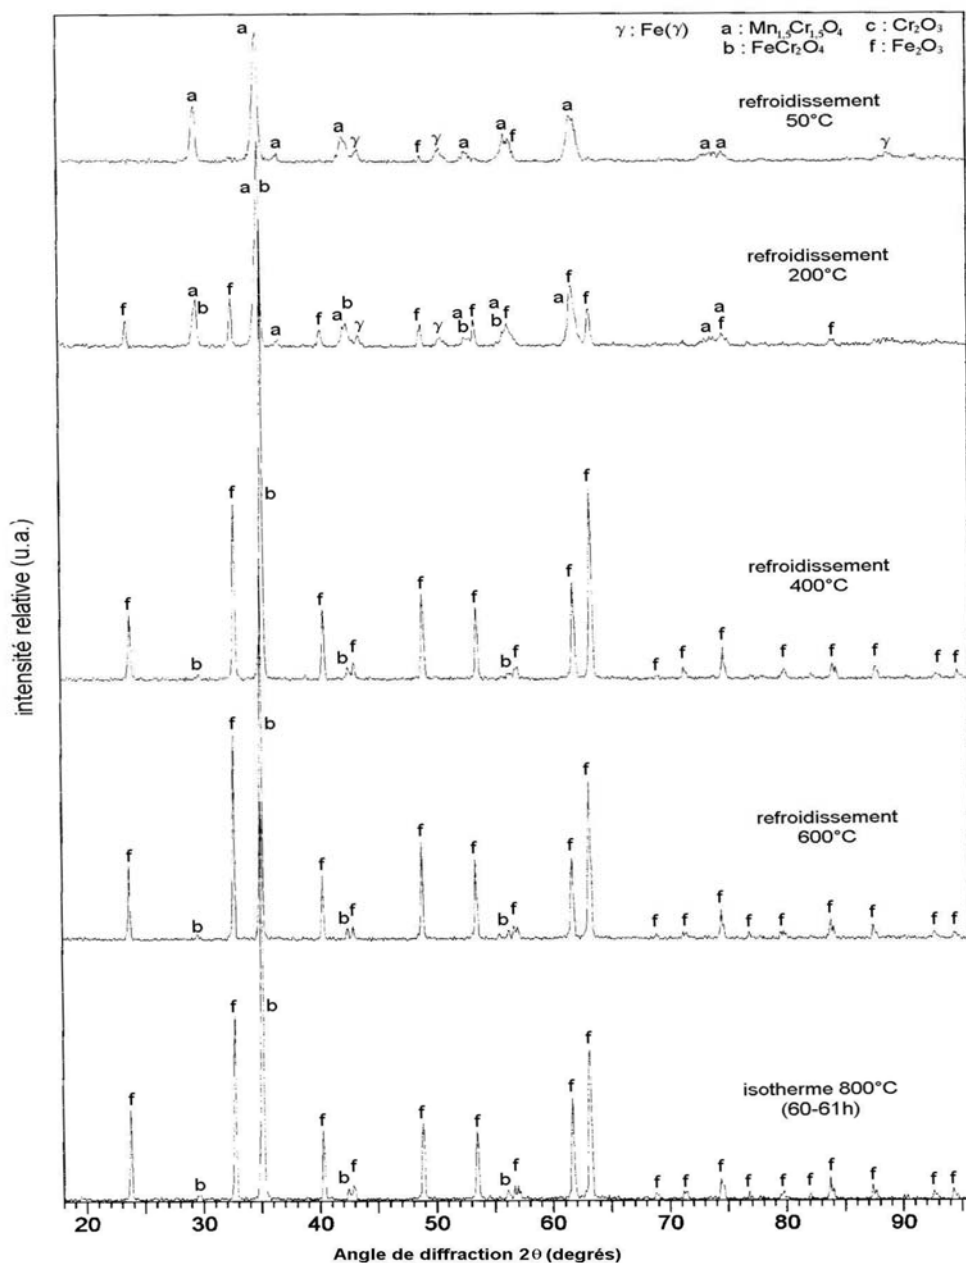 γ : Fe(γ) a : Mn1,5Cr1,5O4 c : Cr2O3
b : FeCr2O4 f : Fe2O3
a
a
a
a
γ
f
γ
a
a
f
a
a
a
γ
refroidissement
50°C
a b
f
a
b
f
a
f
a
b
γ
f
γ
a
b
f
a
b
f
a
f
f
a
a
f
f
refroidissement
200°C
f
b
f
b
f
b
f
f
f
b
f
f
f
f
f
f
f
f
f
f
refroidissement
400°C
f
b
f
b
f
b
f
f
f
b
f
f
f
f
f
f
f
f
f
f
f
f
refroidissement
600°C
f
b
f
b
f
b
f
f
f
b
f
f
f
f
f
f
f
f
f
f
f
f
f
isotherme 800°C
(60-61h)
intensité relative (u.a.)
20 30 40 50 60 70 80 90
Angle de diffraction 2θ (degrés)